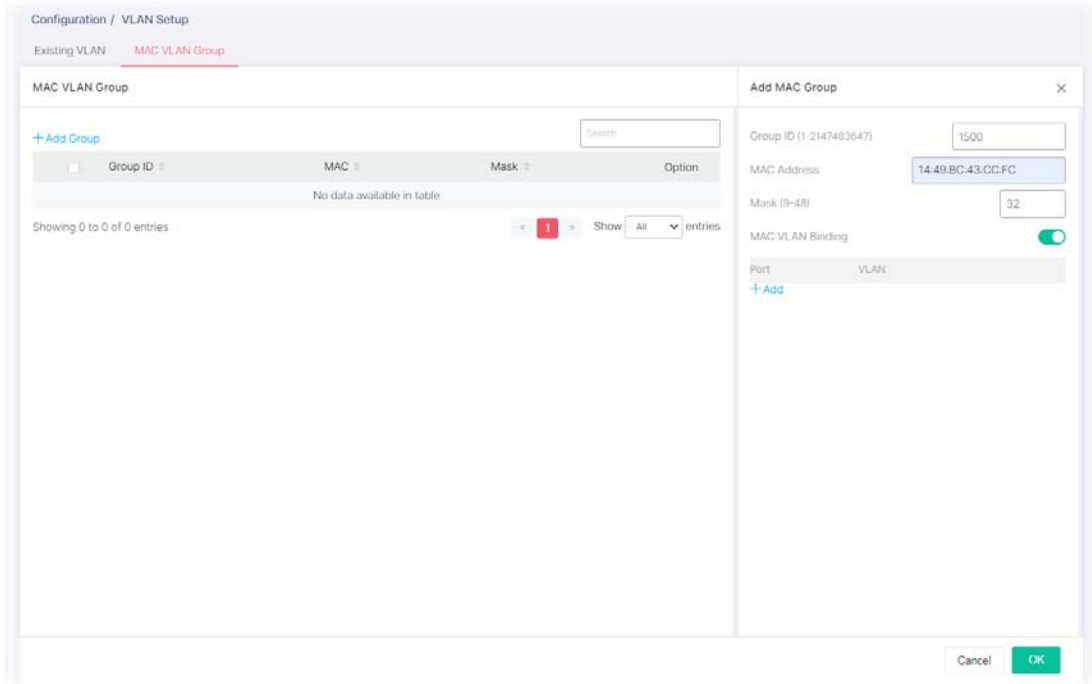 Configuration / VLAN Setup
Existing VLAN MAC VLAN Group
MAC VLAN Group
+Add Group
Search
Group ID MAC Mask Option
No data available in table
Showing 0 to 0 of 0 entries
« 1 » Show All entries
Add MAC Group ×
Group ID (1-2147483647) 1500
MAC Address 14:49:BC:43:CC:FC
Mask (9~48) 32
MAC VLAN Binding
Port VLAN
+Add
Cancel OK